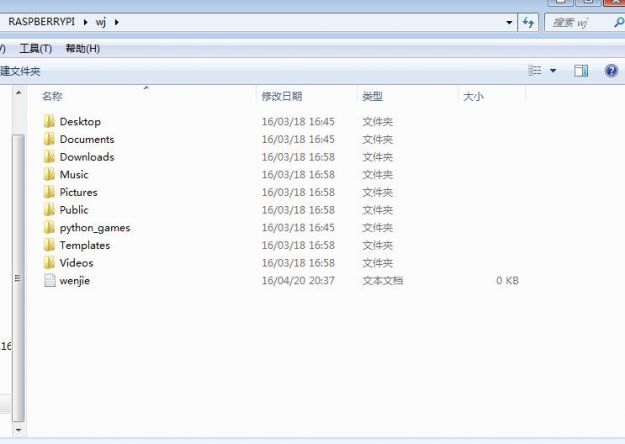 RASPBERRYPI wj 搜索 wj
工具(T) 帮助(H)
建文件夹
名称 修改日期 类型 大小
Desktop 16/03/18 16:45 文件夹
Documents 16/03/18 16:45 文件夹
Downloads 16/03/18 16:58 文件夹
Music 16/03/18 16:58 文件夹
Pictures 16/03/18 16:58 文件夹
Public 16/03/18 16:58 文件夹
python_games 16/03/18 16:45 文件夹
Templates 16/03/18 16:58 文件夹
Videos 16/03/18 16:58 文件夹
wenjie 16/04/20 20:37 文本文档 0 KB
.16